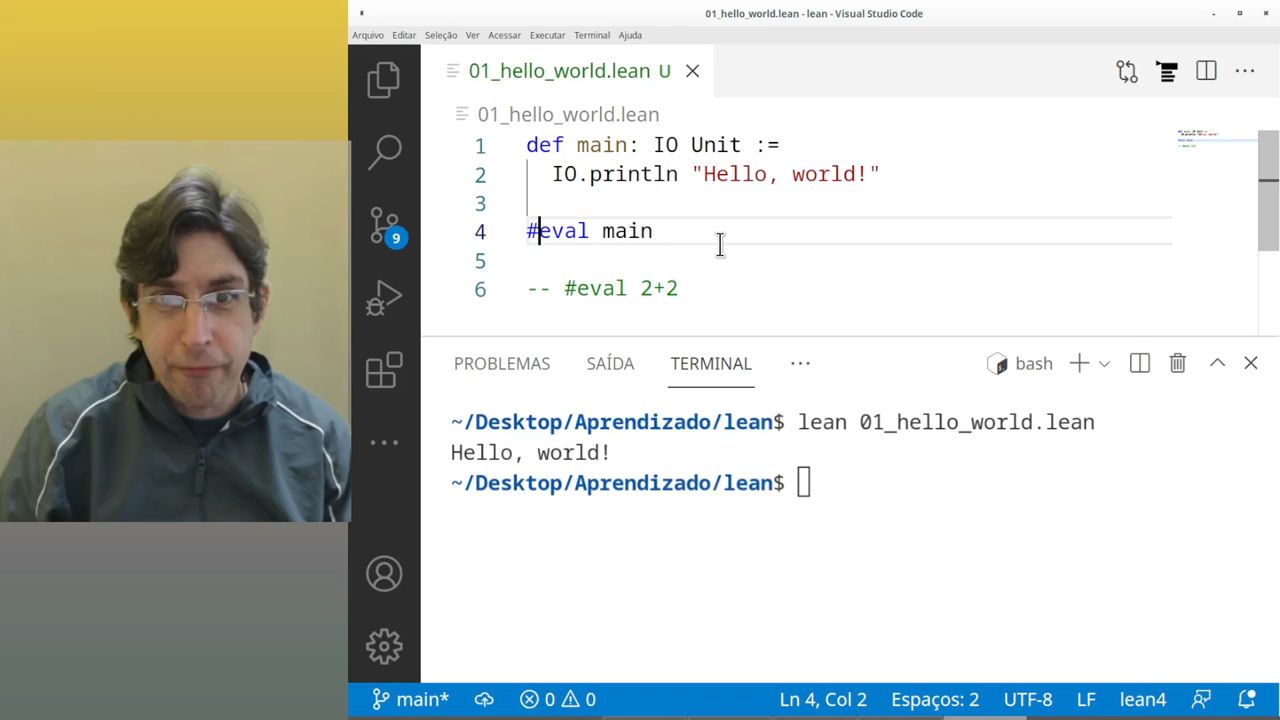 01_hello_world.lean - lean - Visual Studio Code
Arquivo Editar Seleção Ver Acessar Executar Terminal Ajuda
01_hello_world.lean U
01_hello_world.lean
1 def main: IO Unit :=
2 IO.println "Hello, world!"
3
4 #eval main
5
6 -- #eval 2+2
9
PROBLEMAS SAÍDA TERMINAL ... bash
~/Desktop/Aprendizado/lean$ lean 01_hello_world.lean
Hello, world!
~/Desktop/Aprendizado/lean$
main* 0 0 Ln 4, Col 2 Espaços: 2 UTF-8 LF lean4